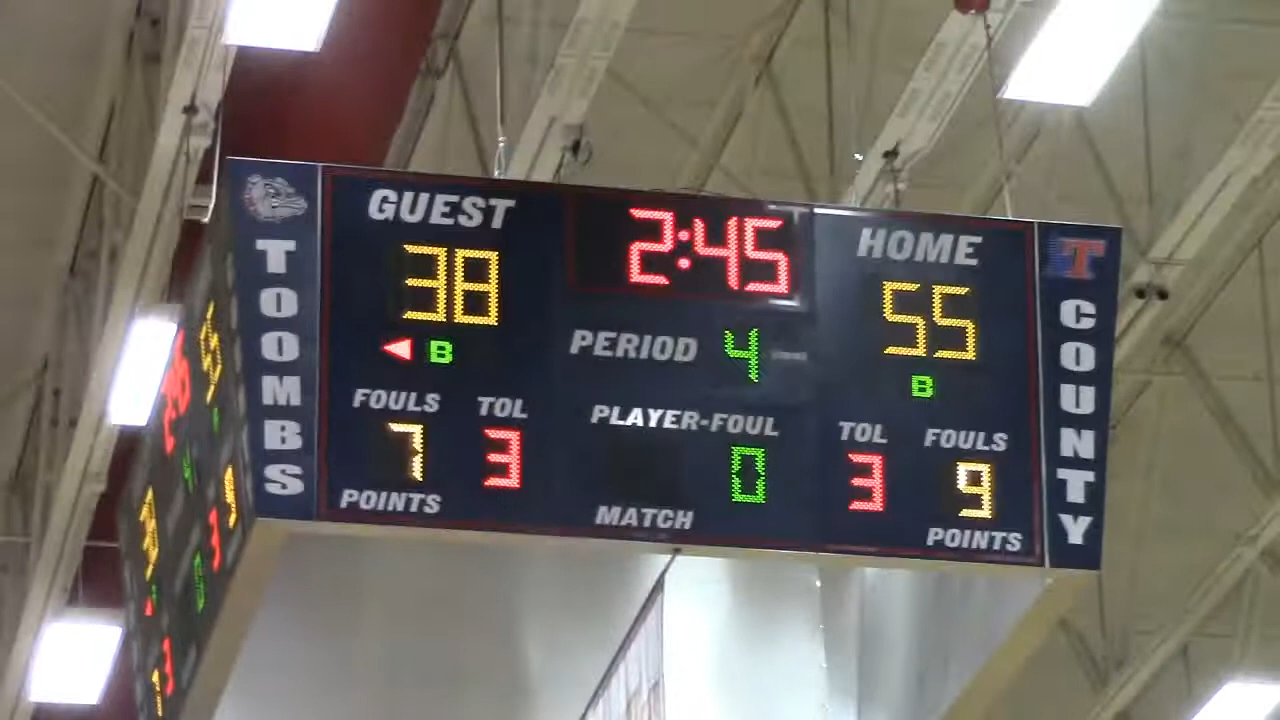 GUEST 2:45 HOME
38 55
PERIOD 4
B B
FOULS TOL PLAYER-FOUL TOL FOULS
7 3 0 3 9
POINTS MATCH POINTS
TOOMBS
T
COUNTY